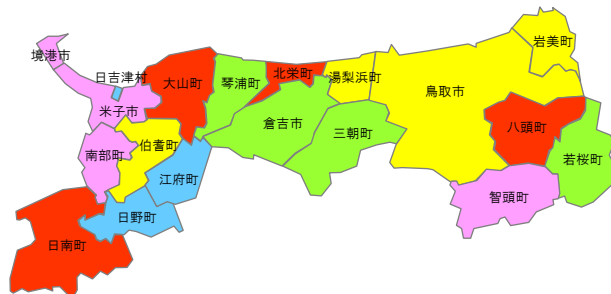 境港市
日吉津村
米子市
大山町
琴浦町
北栄町
湯梨浜町
岩美町
鳥取市
倉吉市
三朝町
八頭町
若桜町
智頭町
南部町
伯耆町
江府町
日野町
日南町